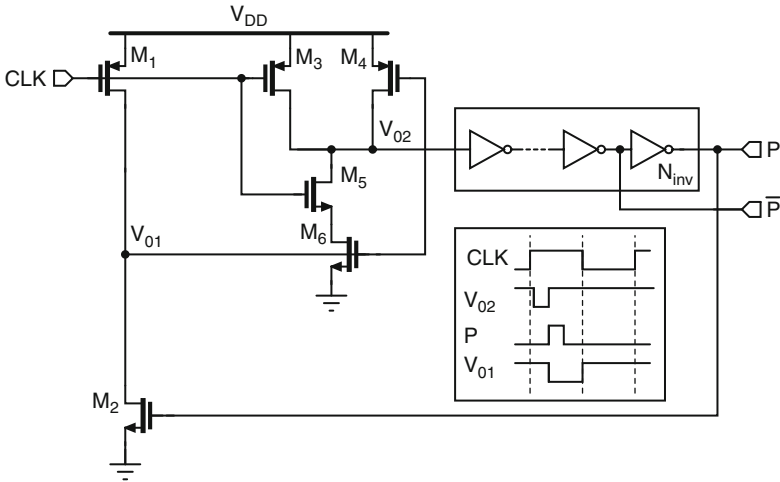 V_DD
M_1
M_3
M_4
CLK
V_02
M_5
M_6
N_inv
P
P̅
V_01
CLK
V_02
P
V_01
M_2